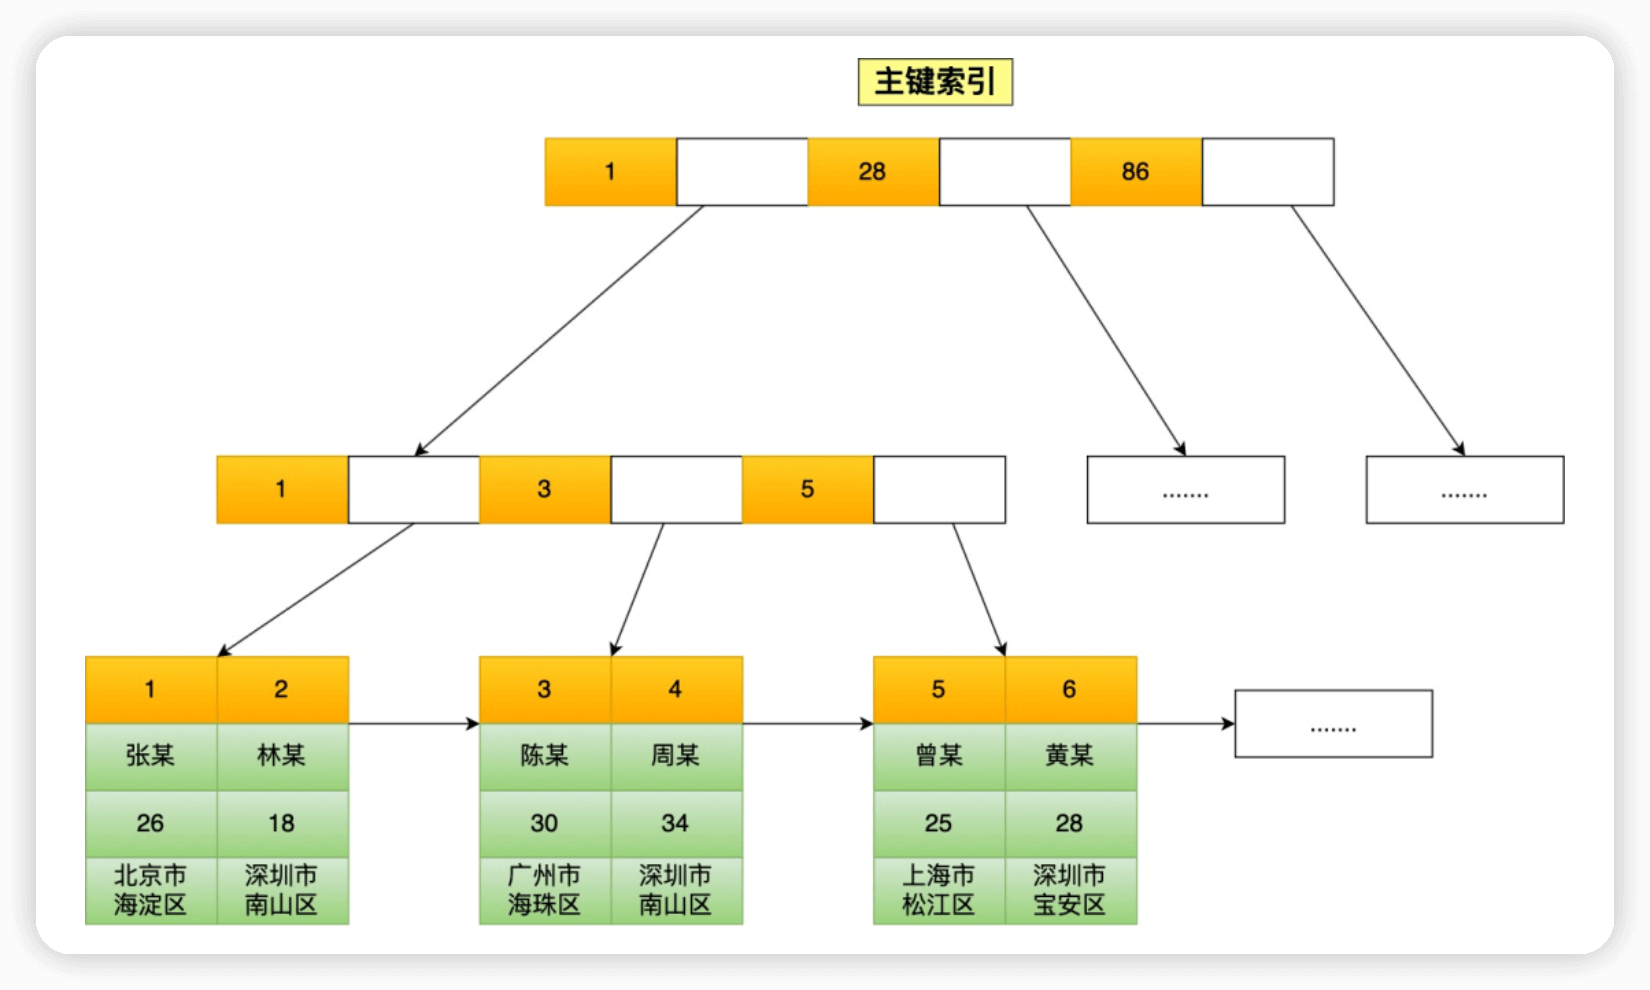 主键索引
1 28 86
1 3 5 ....... .......
1 2 3 4 5 6
张某 林某 陈某 周某 曾某 黄某 .......
26 18 30 34 25 28
北京市 深圳市 广州市 深圳市 上海市 深圳市
海淀区 南山区 海珠区 南山区 松江区 宝安区